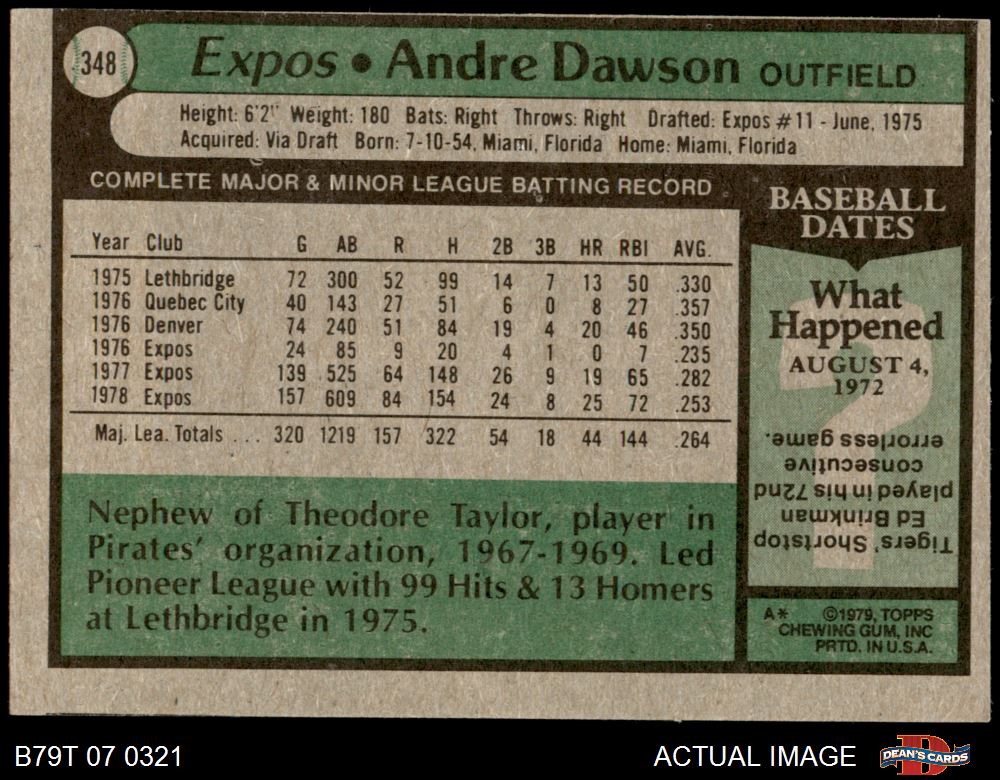 348
Expos • Andre Dawson OUTFIELD
Height: 6'2" Weight: 180 Bats: Right Throws: Right Drafted: Expos #11 - June, 1975
Acquired: Via Draft Born: 7-10-54, Miami, Florida Home: Miami, Florida
COMPLETE MAJOR & MINOR LEAGUE BATTING RECORD
Year Club G AB R H 2B 3B HR RBI AVG.
1975 Lethbridge 72 300 52 99 14 7 13 50 .330
1976 Quebec City 40 143 27 51 6 0 8 27 .357
1976 Denver 74 240 51 84 19 4 20 46 .350
1976 Expos 24 85 9 20 4 1 0 7 .235
1977 Expos 139 525 64 148 26 9 19 65 .282
1978 Expos 157 609 84 154 24 8 25 72 .253
Maj. Lea. Totals ... 320 1219 157 322 54 18 44 144 .264
Nephew of Theodore Taylor, player in
Pirates' organization, 1967-1969. Led
Pioneer League with 99 Hits & 13 Homers
at Lethbridge in 1975.
BASEBALL
DATES
What
Happened
AUGUST 4,
1972
Tigers' Shortstop
Ed Brinkman
played in his 72nd
consecutive
errorless game.
A* ©1979, TOPPS
CHEWING GUM, INC
PRTD. IN U.S.A.
B79T 07 0321
ACTUAL IMAGE
DEAN'S CARDS